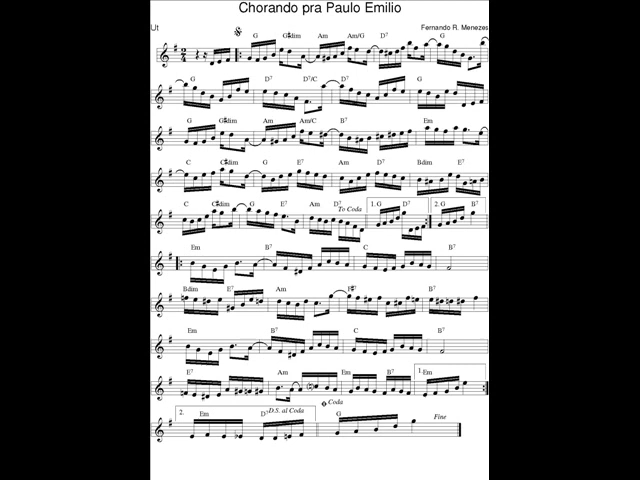 Chorando pra Paulo Emilio
Ut
Fernando R. Menezes
G G#dim Am Am/G D7 G
G D7 D7/C D7 G
G G#dim Am Am/C B7 Em
C C#dim G E7 Am D7 Bdim E7
To Coda
C C#dim G E7 Am D7 1. G D7 2. G B7
Em B7 Am C B7
Bdim E7 Am F# B7
Em B7 C B7
E7 Am Em B7 1. Em B7
2. Em D7 D.S. al Coda Coda G Fine